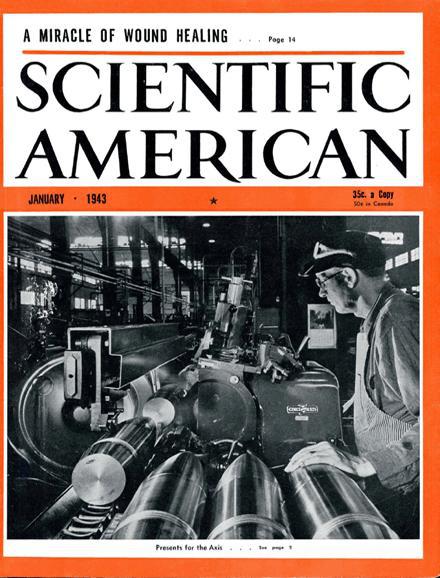 A MIRACLE OF WOUND HEALING . . . Page 14
SCIENTIFIC
AMERICAN
JANUARY · 1943
35c. a Copy
50c in Canada
Presents for the Axis . . . See page 2